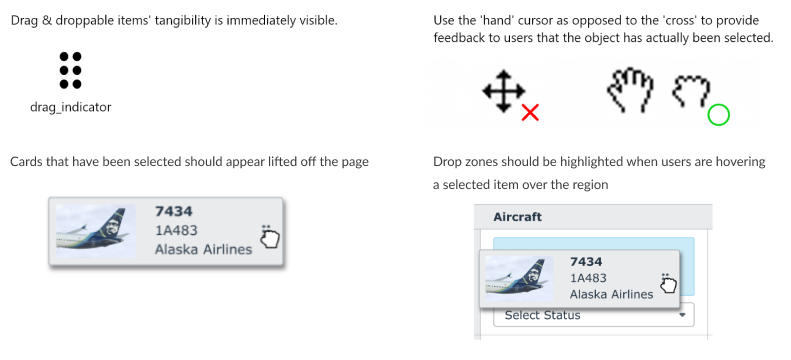 Drag & droppable items' tangibility is immediately visible.
drag_indicator
Use the 'hand' cursor as opposed to the 'cross' to provide
feedback to users that the object has actually been selected.
Cards that have been selected should appear lifted off the page
7434
1A483
Alaska Airlines
Drop zones should be highlighted when users are hovering
a selected item over the region
Aircraft
7434
1A483
Alaska Airlines
Select Status